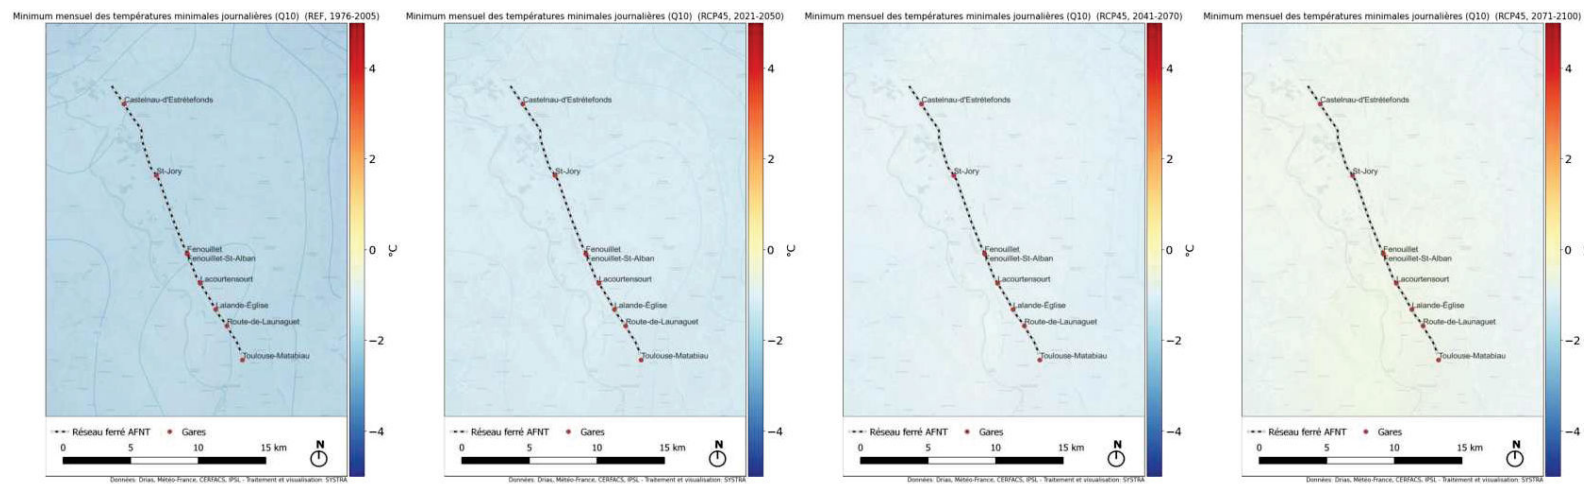 Minimum mensuel des températures minimales journalières (Q10) (REF, 1976-2005)
Castelnau-d'Estrétefonds
St-Jory
Fenouillet
Fenouillet-St-Alban
Lacourtensourt
Lalande-Église
Route-de-Launaguet
Toulouse-Matabiau
4
2
0
−2
−4
°C
Réseau ferré AFNT
Gares
0 5 10 15 km
N
Données: Drias, Météo-France, CERFACS, IPSL - Traitement et visualisation: SYSTRA
Minimum mensuel des températures minimales journalières (Q10) (RCP45, 2021-2050)
Castelnau-d'Estrétefonds
St-Jory
Fenouillet
Fenouillet-St-Alban
Lacourtensourt
Lalande-Église
Route-de-Launaguet
Toulouse-Matabiau
4
2
0
−2
−4
°C
Réseau ferré AFNT
Gares
0 5 10 15 km
N
Données: Drias, Météo-France, CERFACS, IPSL - Traitement et visualisation: SYSTRA
Minimum mensuel des températures minimales journalières (Q10) (RCP45, 2041-2070)
Castelnau-d'Estrétefonds
St-Jory
Fenouillet
Fenouillet-St-Alban
Lacourtensourt
Lalande-Église
Route-de-Launaguet
Toulouse-Matabiau
4
2
0
−2
−4
°C
Réseau ferré AFNT
Gares
0 5 10 15 km
N
Données: Drias, Météo-France, CERFACS, IPSL - Traitement et visualisation: SYSTRA
Minimum mensuel des températures minimales journalières (Q10) (RCP45, 2071-2100)
Castelnau-d'Estrétefonds
St-Jory
Fenouillet
Fenouillet-St-Alban
Lacourtensourt
Lalande-Église
Route-de-Launaguet
Toulouse-Matabiau
4
2
0
−2
−4
°C
Réseau ferré AFNT
Gares
0 5 10 15 km
N
Données: Drias, Météo-France, CERFACS, IPSL - Traitement et visualisation: SYSTRA